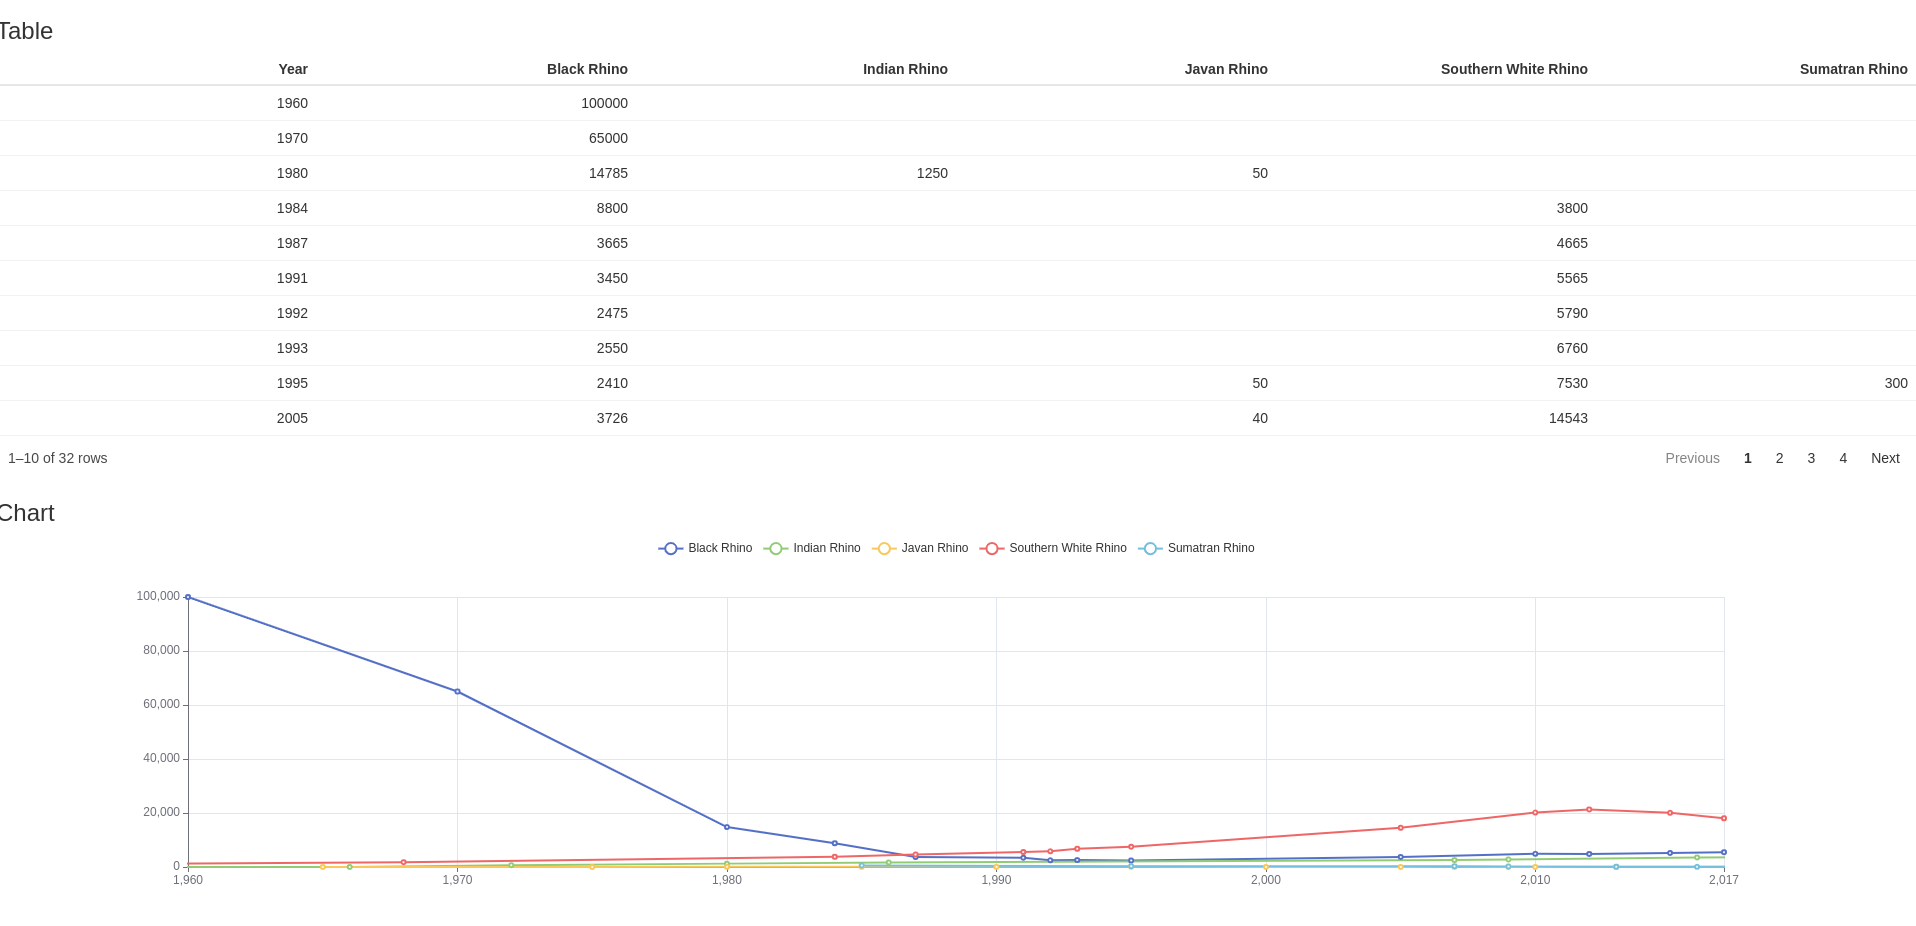 Table
Year Black Rhino Indian Rhino Javan Rhino Southern White Rhino Sumatran Rhino
1960 100000
1970 65000
1980 14785 1250 50
1984 8800 3800
1987 3665 4665
1991 3450 5565
1992 2475 5790
1993 2550 6760
1995 2410 50 7530 300
2005 3726 40 14543
1–10 of 32 rows Previous 1 2 3 4 Next
Chart
Black Rhino Indian Rhino Javan Rhino Southern White Rhino Sumatran Rhino
100,000
80,000
60,000
40,000
20,000
0
1,960 1,970 1,980 1,990 2,000 2,010 2,017